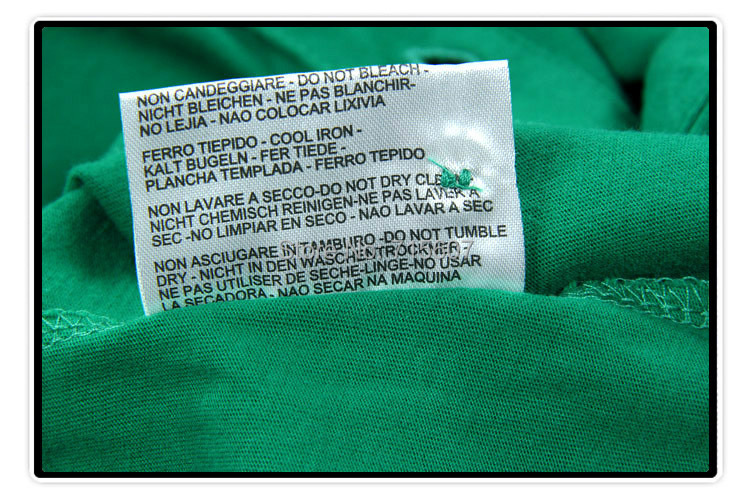 NON CANDEGGIARE - DO NOT BLEACH -
NICHT BLEICHEN - NE PAS BLANCHIR-
NO LEJIA - NAO COLOCAR LIXIVIA
FERRO TIEPIDO - COOL IRON -
KALT BUGELN - FER TIEDE -
PLANCHA TEMPLADA - FERRO TEPIDO
NON LAVARE A SECCO-DO NOT DRY
NICHT CHEMISCH REINIGEN-NE PAS LAVER A
SEC -NO LIMPIAR EN SECO - NAO LAVAR A SEC
NON ASCIUGARE IN TAMBURO -DO NOT TUMBLE
DRY - NICHT IN DEN WASCHENTROCKNER -
NE PAS UTILISER DE SECHE-LINGE-NO USAR
LA SECADORA - NAO SECAR NA MAQUINA